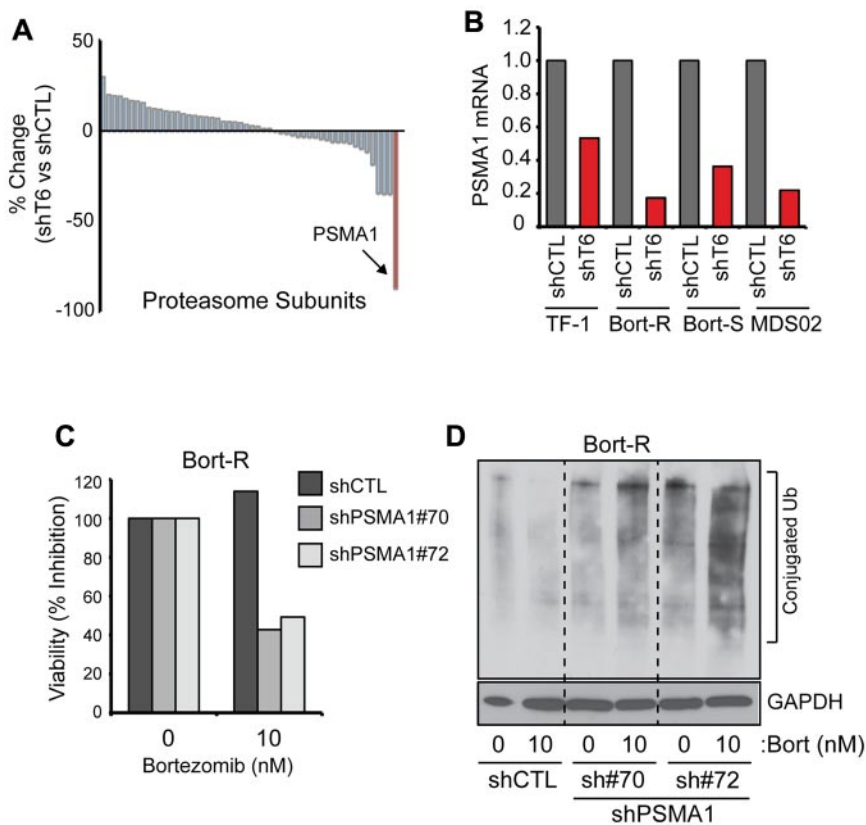 A
% Change
(shT6 vs shCTL)
50
0
-50
-100
PSMA1
Proteasome Subunits
B
PSMA1 mRNA
1.2
1.0
0.8
0.6
0.4
0.2
0
shCTL
shT6
shCTL
shT6
shCTL
shT6
shCTL
shT6
TF-1 Bort-R Bort-S MDS02
C
Bort-R
Viability (% Inhibition)
120
100
80
60
40
20
0
shCTL
shPSMA1#70
shPSMA1#72
0 10
Bortezomib (nM)
D
Bort-R
Conjugated Ub
GAPDH
0 10 0 10 0 10 :Bort (nM)
shCTL sh#70 sh#72
shPSMA1